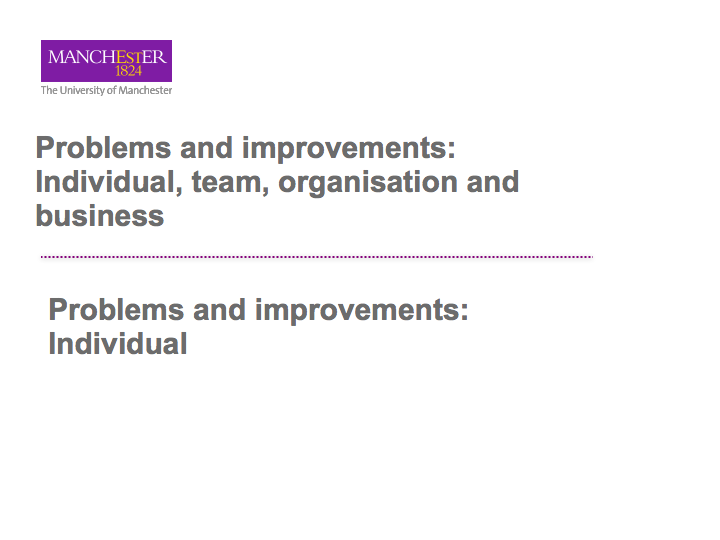 MANCHESTER
1824
The University of Manchester
Problems and improvements:
Individual, team, organisation and
business
Problems and improvements:
Individual